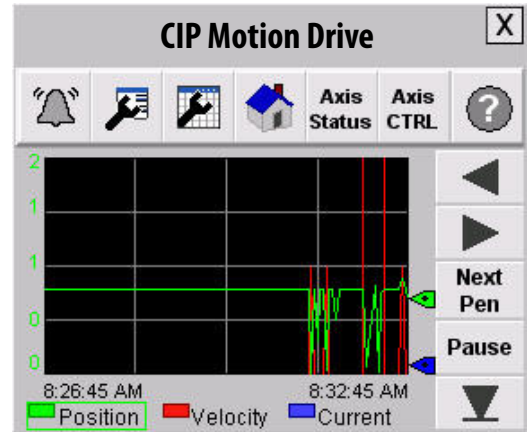 CIP Motion Drive
X
Axis Status
Axis CTRL
?
2
1
1
0
0
Next Pen
Pause
8:26:45 AM
8:32:45 AM
Position Velocity Current